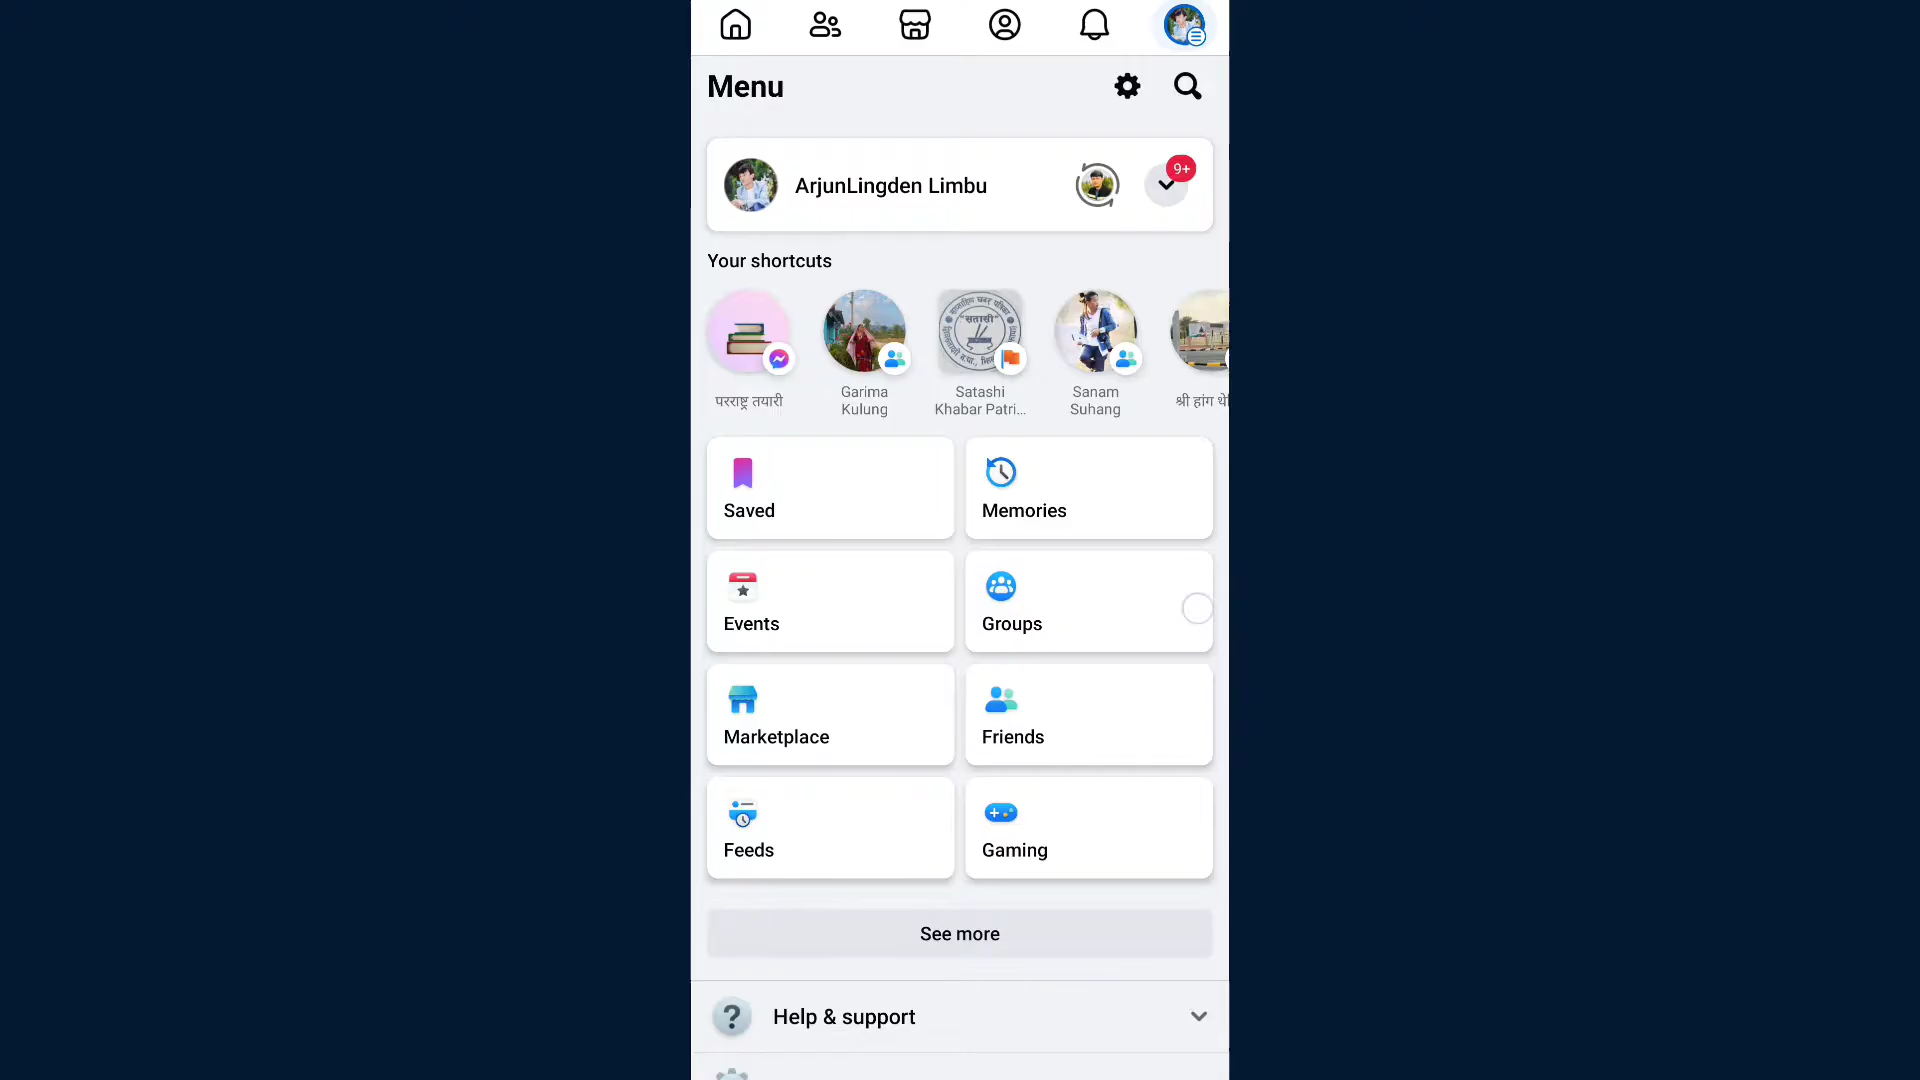 Menu
ArjunLingden Limbu
9+
Your shortcuts
"सतासी"
परराष्ट्र तयारी
Garima
Kulung
Satashi
Khabar Patri...
Sanam
Suhang
श्री हांग
Saved
Memories
Events
Groups
Marketplace
Friends
Feeds
Gaming
See more
Help & support